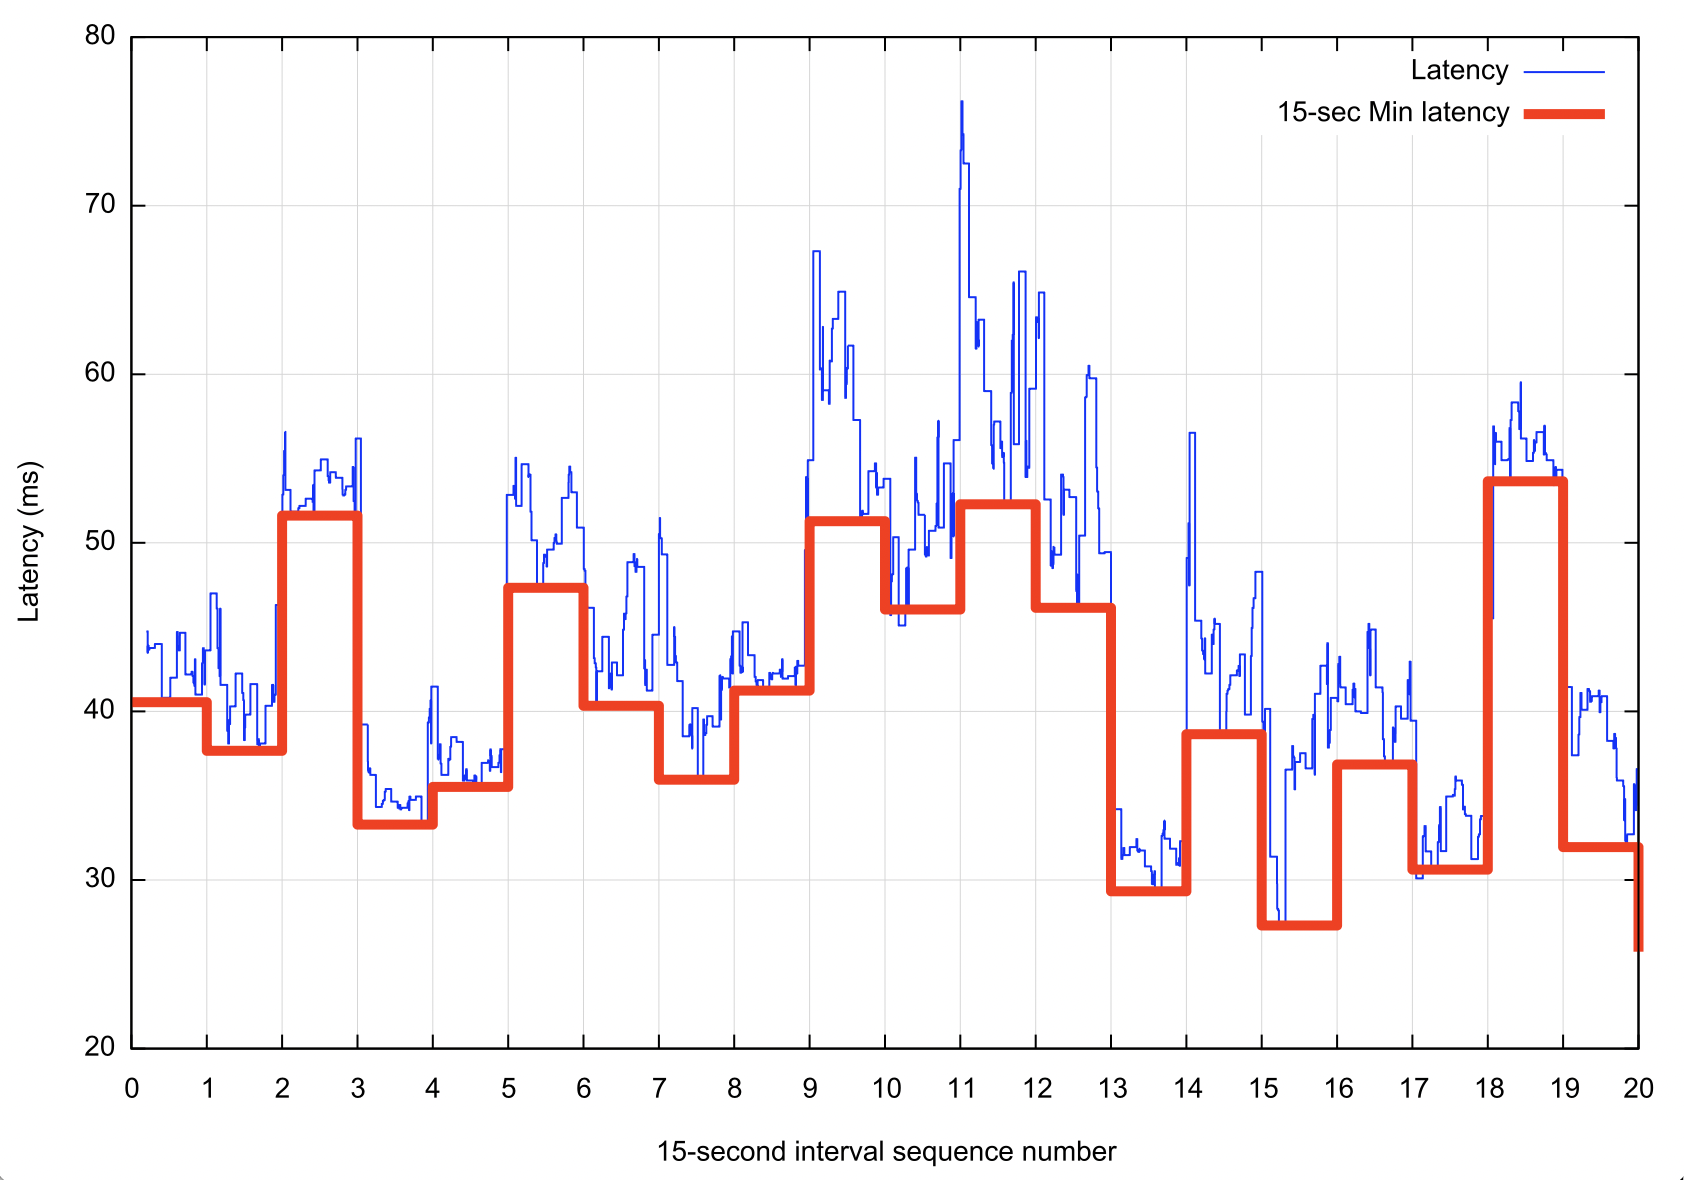 80
70
60
50
40
30
20
Latency (ms)
Latency
15-sec Min latency
0 1 2 3 4 5 6 7 8 9 10 11 12 13 14 15 16 17 18 19 20
15-second interval sequence number